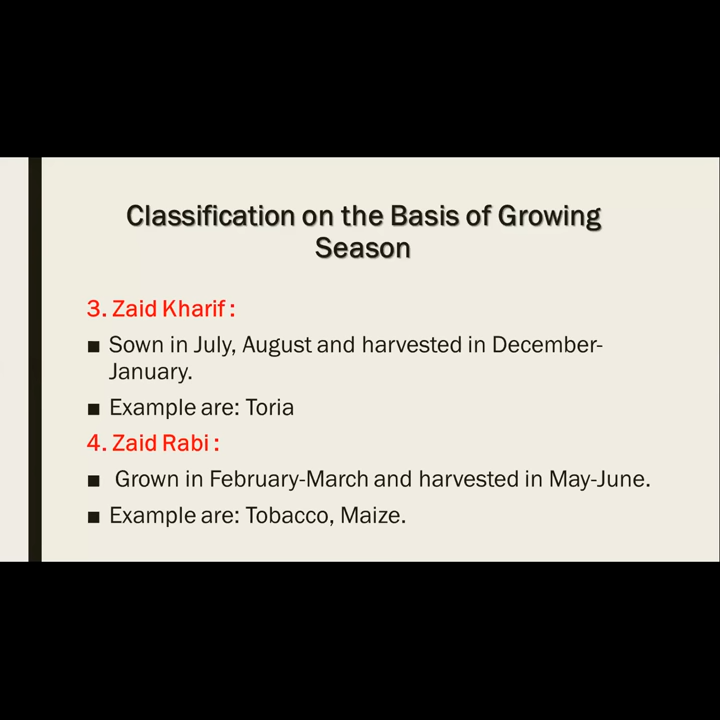 Classification on the Basis of Growing
Season
3. Zaid Kharif :
■ Sown in July, August and harvested in December-
January.
■ Example are: Toria
4. Zaid Rabi :
■ Grown in February-March and harvested in May-June.
■ Example are: Tobacco, Maize.